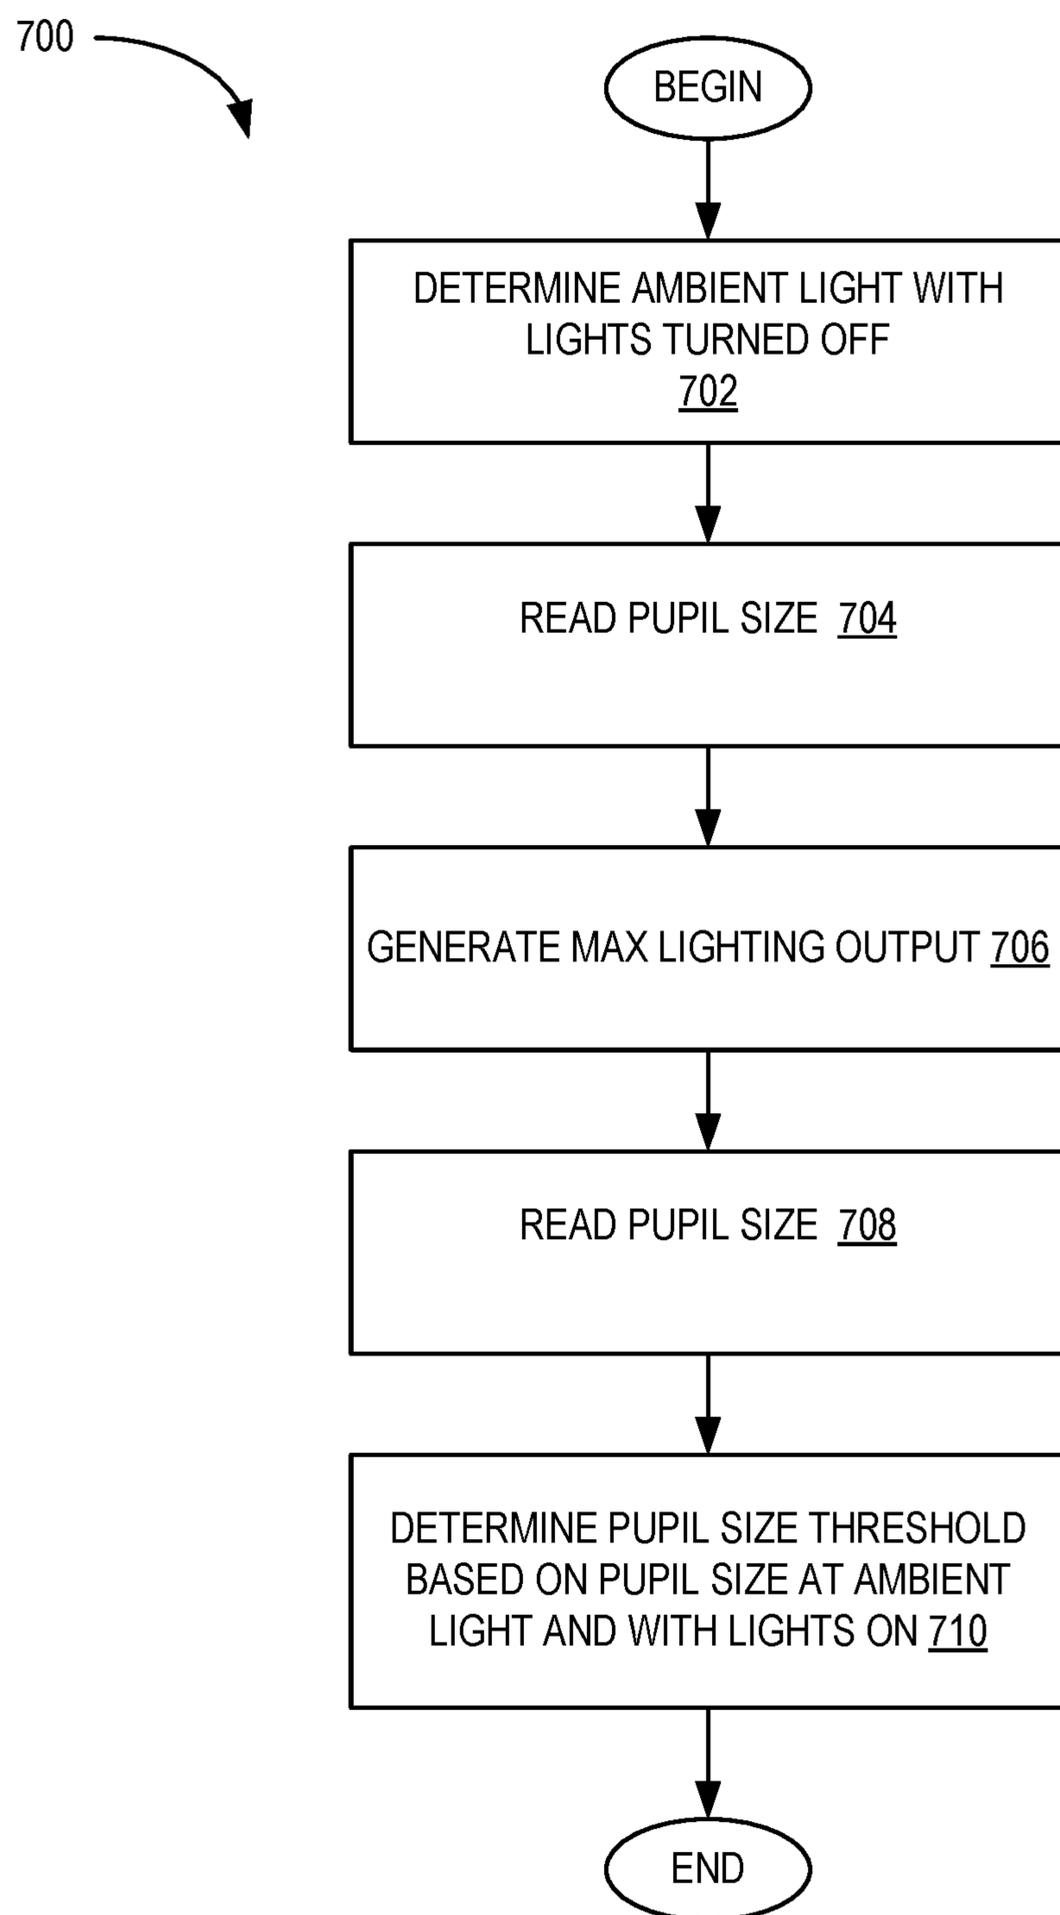 700
BEGIN
DETERMINE AMBIENT LIGHT WITH
LIGHTS TURNED OFF
702
READ PUPIL SIZE 704
GENERATE MAX LIGHTING OUTPUT 706
READ PUPIL SIZE 708
DETERMINE PUPIL SIZE THRESHOLD
BASED ON PUPIL SIZE AT AMBIENT
LIGHT AND WITH LIGHTS ON 710
END